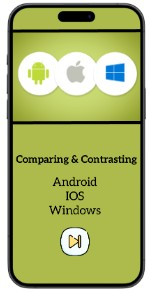 Comparing & Contrasting
Android
IOS
Windows